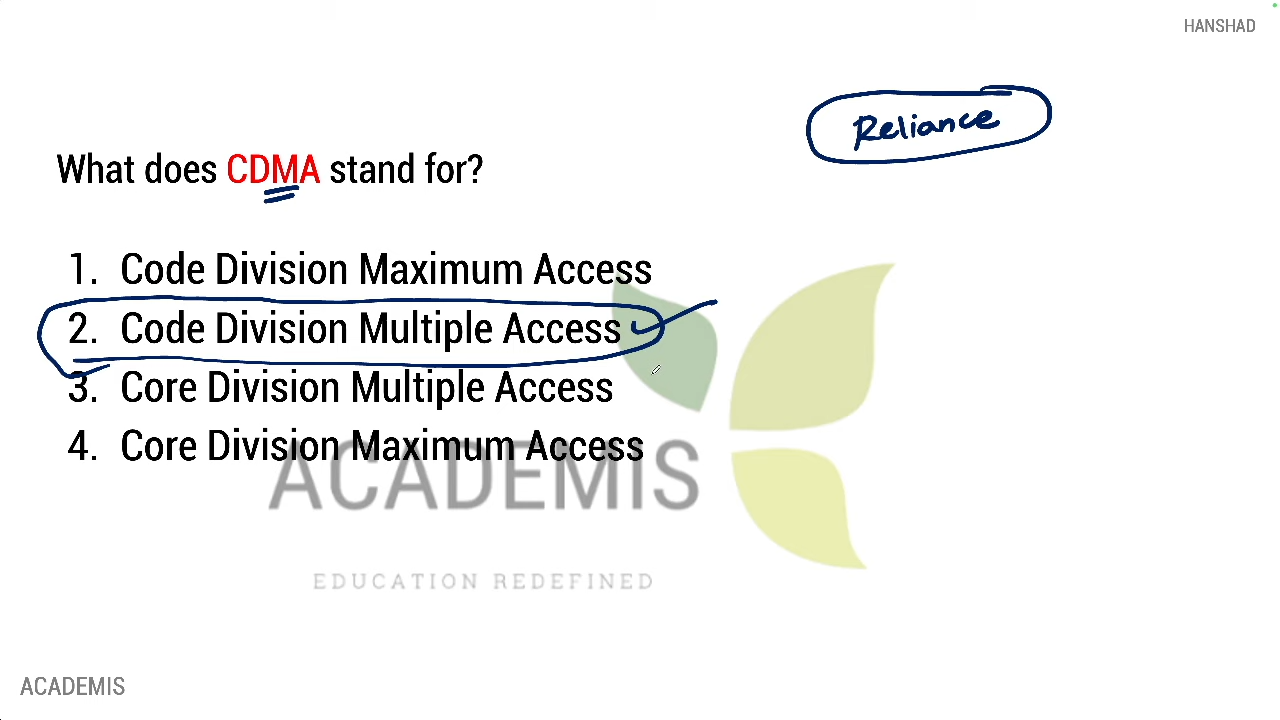 HANSHAD
Reliance
What does CDMA stand for?
1. Code Division Maximum Access
2. Code Division Multiple Access
3. Core Division Multiple Access
4. Core Division Maximum Access
ACADEMIS
EDUCATION REDEFINED
ACADEMIS